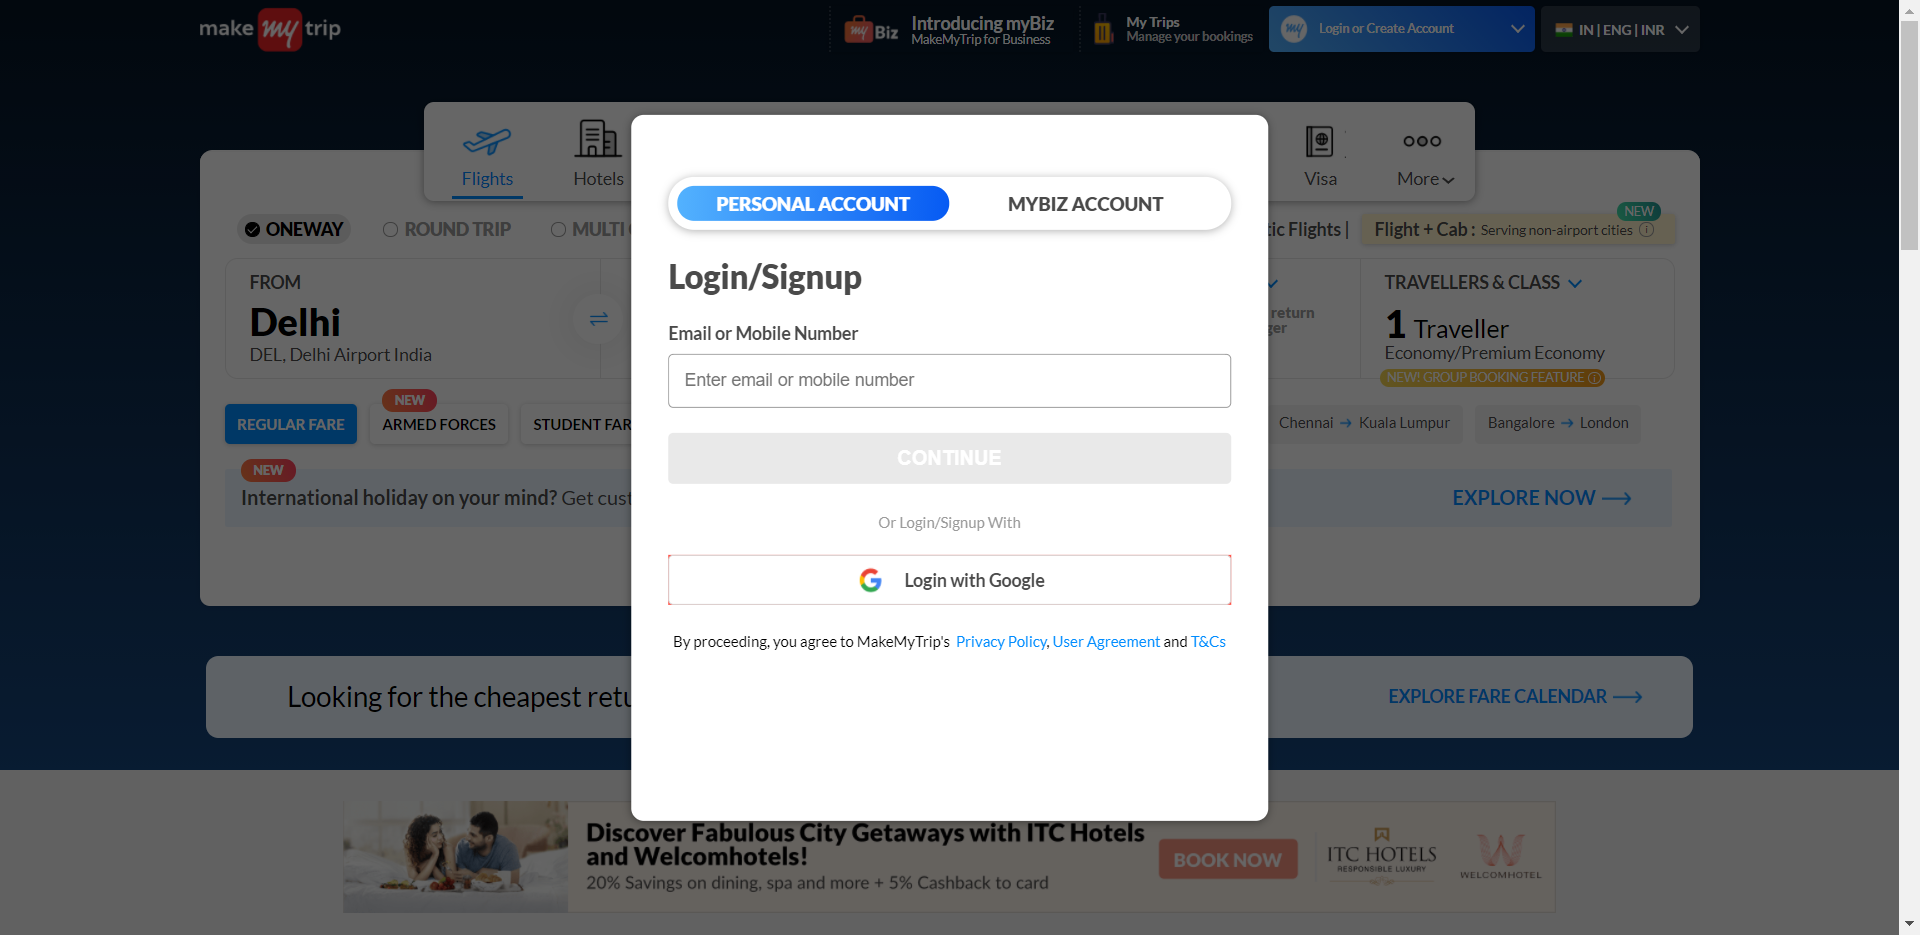 make my trip
my Biz
Introducing myBiz
MakeMyTrip for Business
My Trips
Manage your bookings
my
Login or Create Account
IN | ENG | INR
Flights
Hotels
Visa
More
ONEWAY
ROUND TRIP
MULTI
tic Flights |
NEW
Flight + Cab : Serving non-airport cities
FROM
Delhi
DEL, Delhi Airport India
return
ger
TRAVELLERS & CLASS
1 Traveller
Economy/Premium Economy
NEW! GROUP BOOKING FEATURE
REGULAR FARE
NEW
ARMED FORCES
STUDENT FAR
Chennai → Kuala Lumpur
Bangalore → London
NEW
International holiday on your mind? Get cust
EXPLORE NOW
PERSONAL ACCOUNT
MYBIZ ACCOUNT
Login/Signup
Email or Mobile Number
Enter email or mobile number
CONTINUE
Or Login/Signup With
Login with Google
By proceeding, you agree to MakeMyTrip's Privacy Policy, User Agreement and T&Cs
Looking for the cheapest retu
EXPLORE FARE CALENDAR
Discover Fabulous City Getaways with ITC Hotels
and Welcomhotels!
20% Savings on dining, spa and more + 5% Cashback to card
BOOK NOW
ITC HOTELS
RESPONSIBLE LUXURY
WELCOMHOTEL